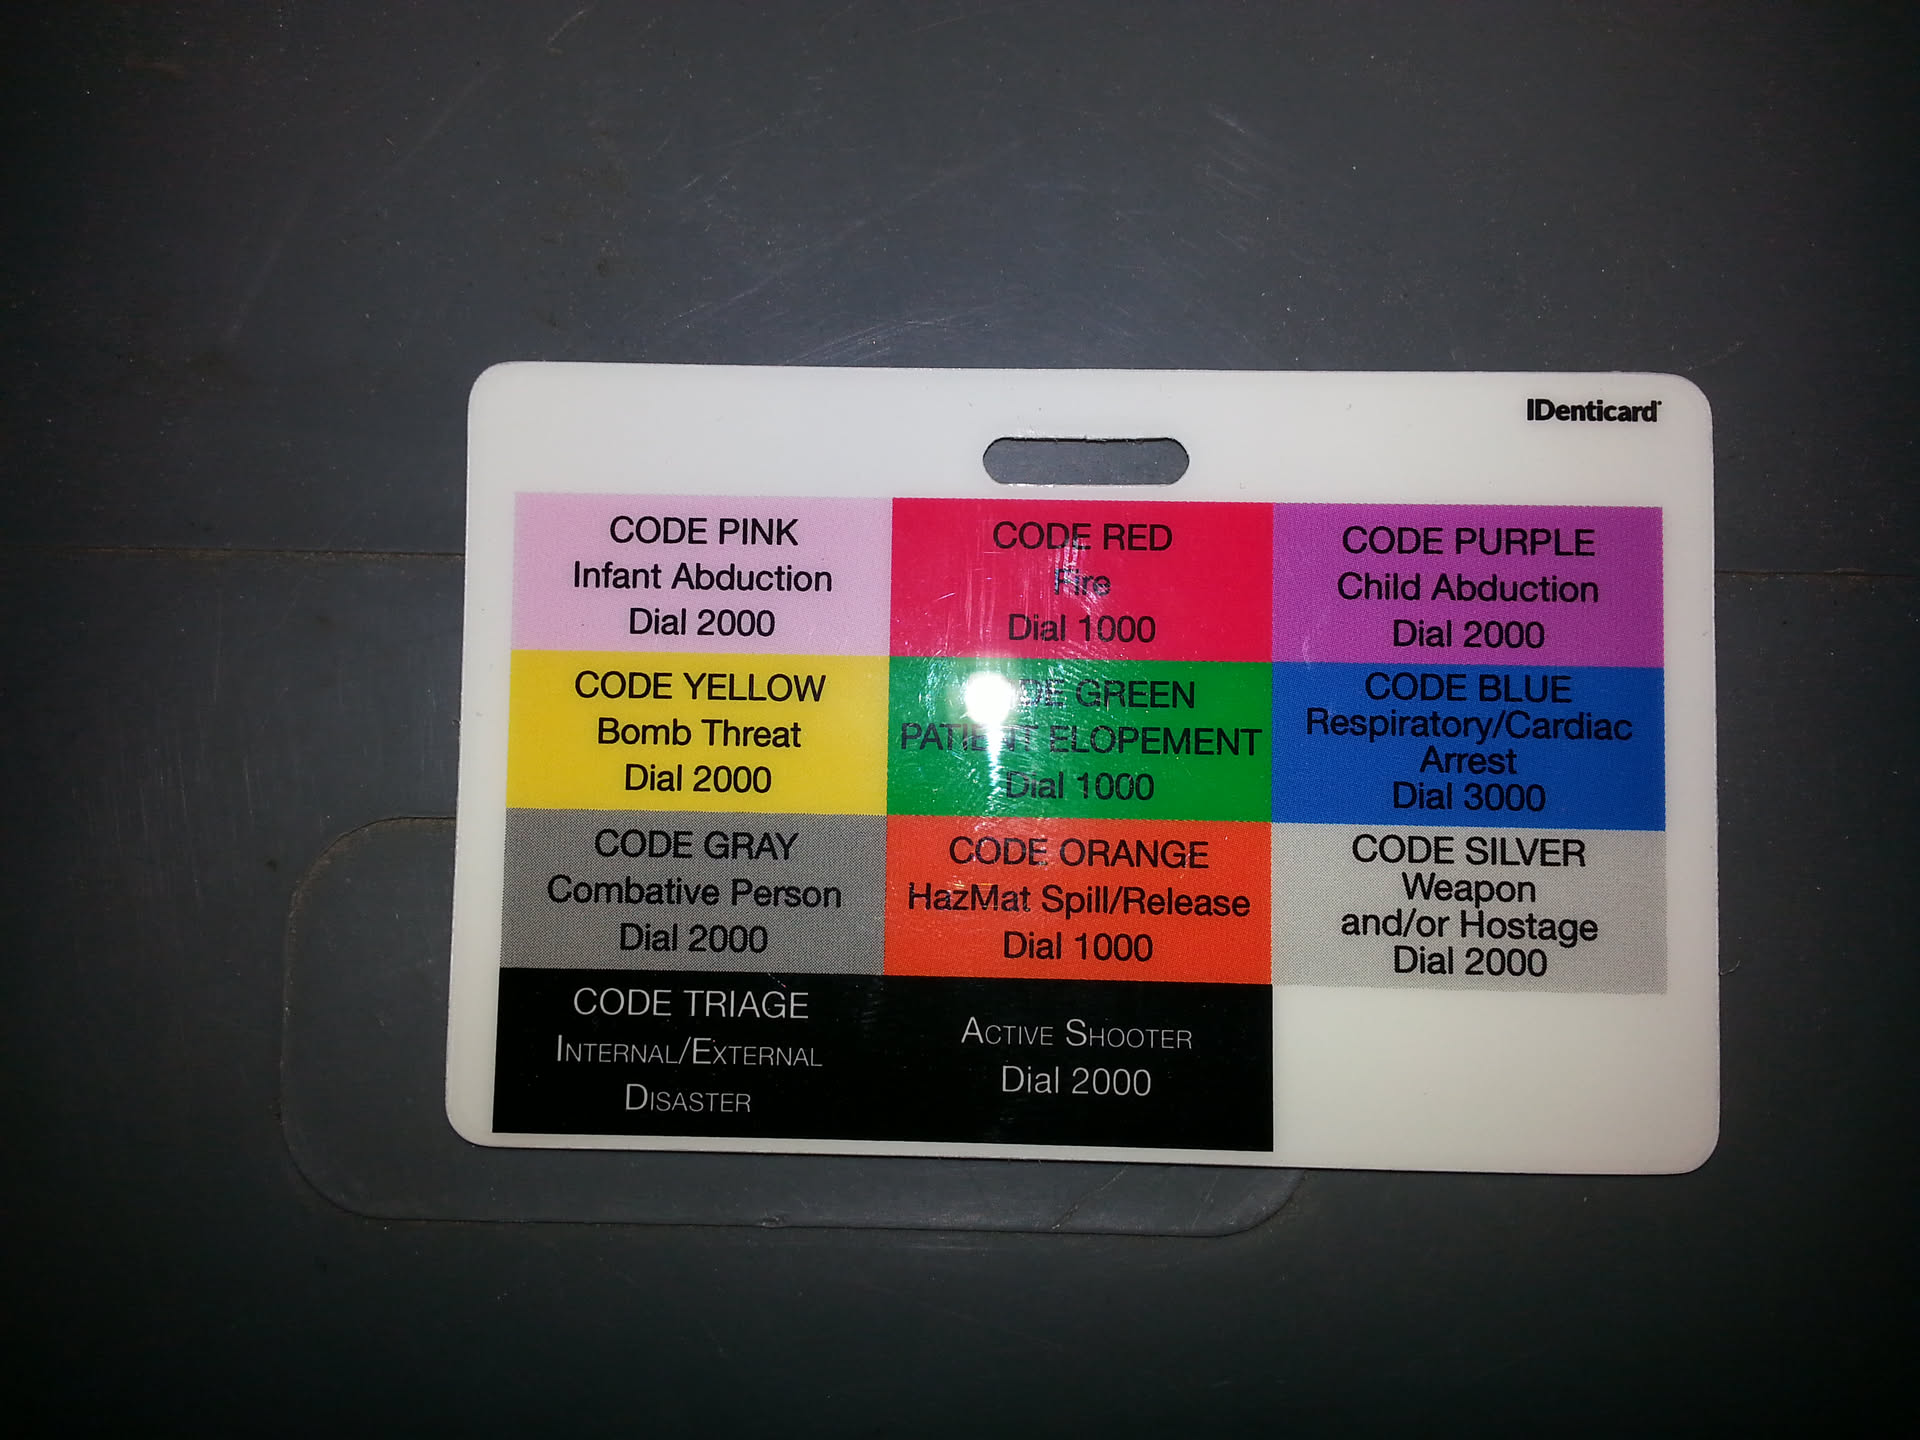 IDenticard
CODE PINK
Infant Abduction
Dial 2000
CODE RED
Fire
Dial 1000
CODE PURPLE
Child Abduction
Dial 2000
CODE YELLOW
Bomb Threat
Dial 2000
GREEN
PATIENT ELOPEMENT
Dial 1000
CODE BLUE
Respiratory/Cardiac
Arrest
Dial 3000
CODE GRAY
Combative Person
Dial 2000
CODE ORANGE
HazMat Spill/Release
Dial 1000
CODE SILVER
Weapon
and/or Hostage
Dial 2000
CODE TRIAGE
INTERNAL/EXTERNAL
DISASTER
ACTIVE SHOOTER
Dial 2000